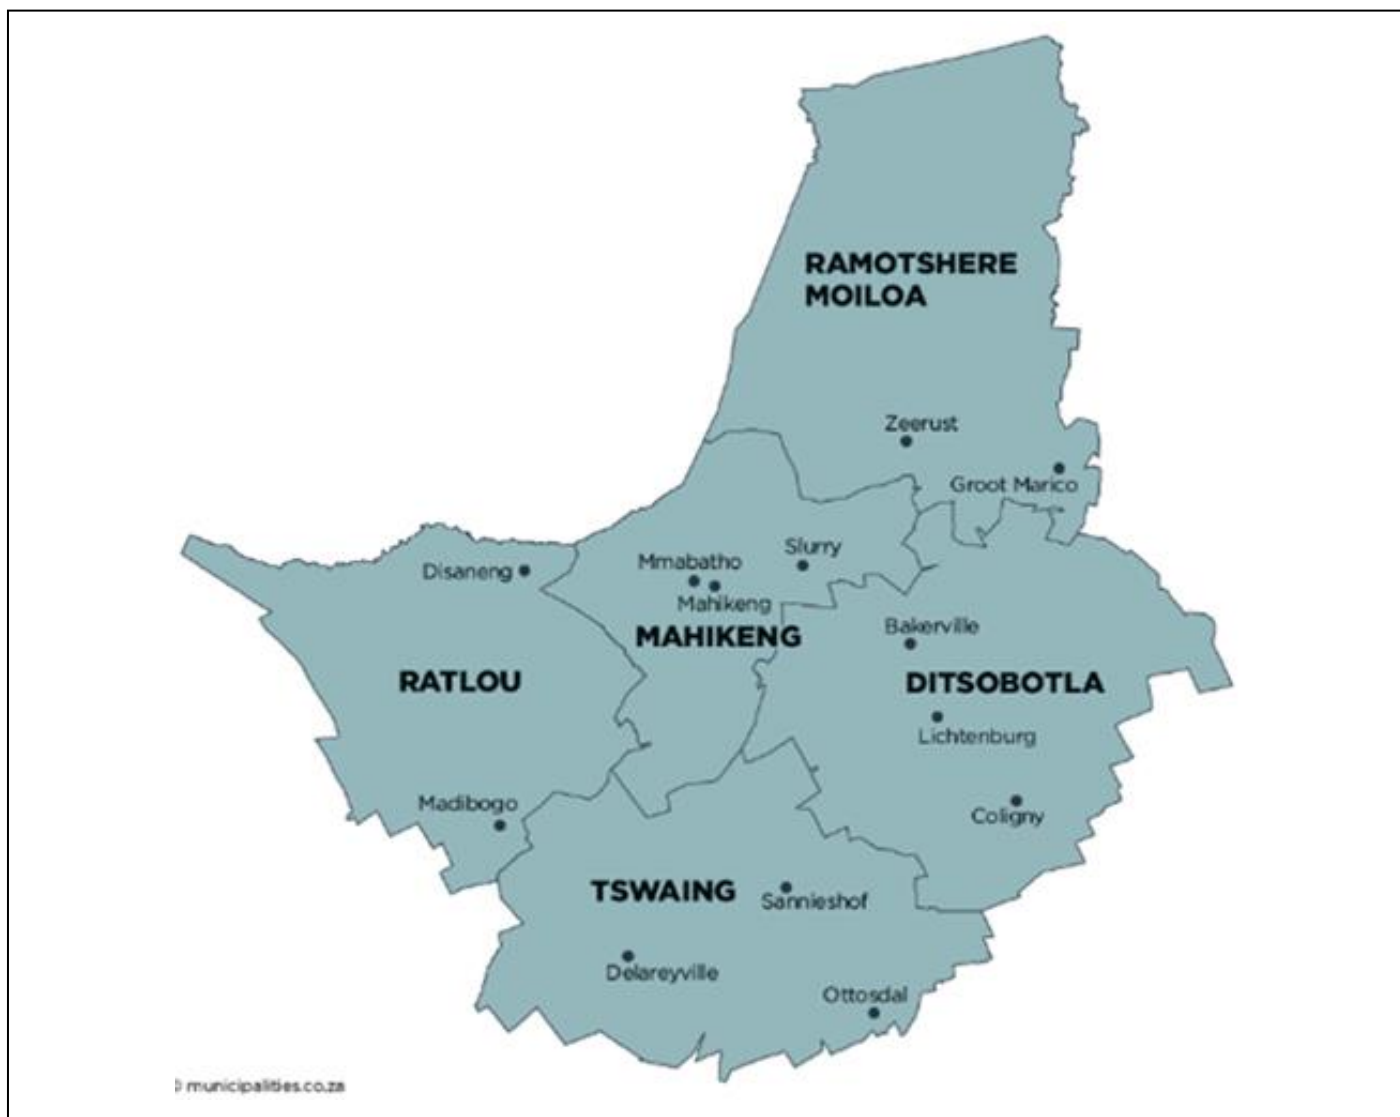 RAMOTSHERE
MOILOA
Zeerust
Groot Marico
Slurry
Mmabatho
Disaneng
Mahikeng
MAHIKENG
Bakerville
RATLOU
DITSOBOTLA
Lichtenburg
Madibogo
Coligny
TSWAING
Sannieshof
Delareyville
Ottosdal
© municipalities.co.za